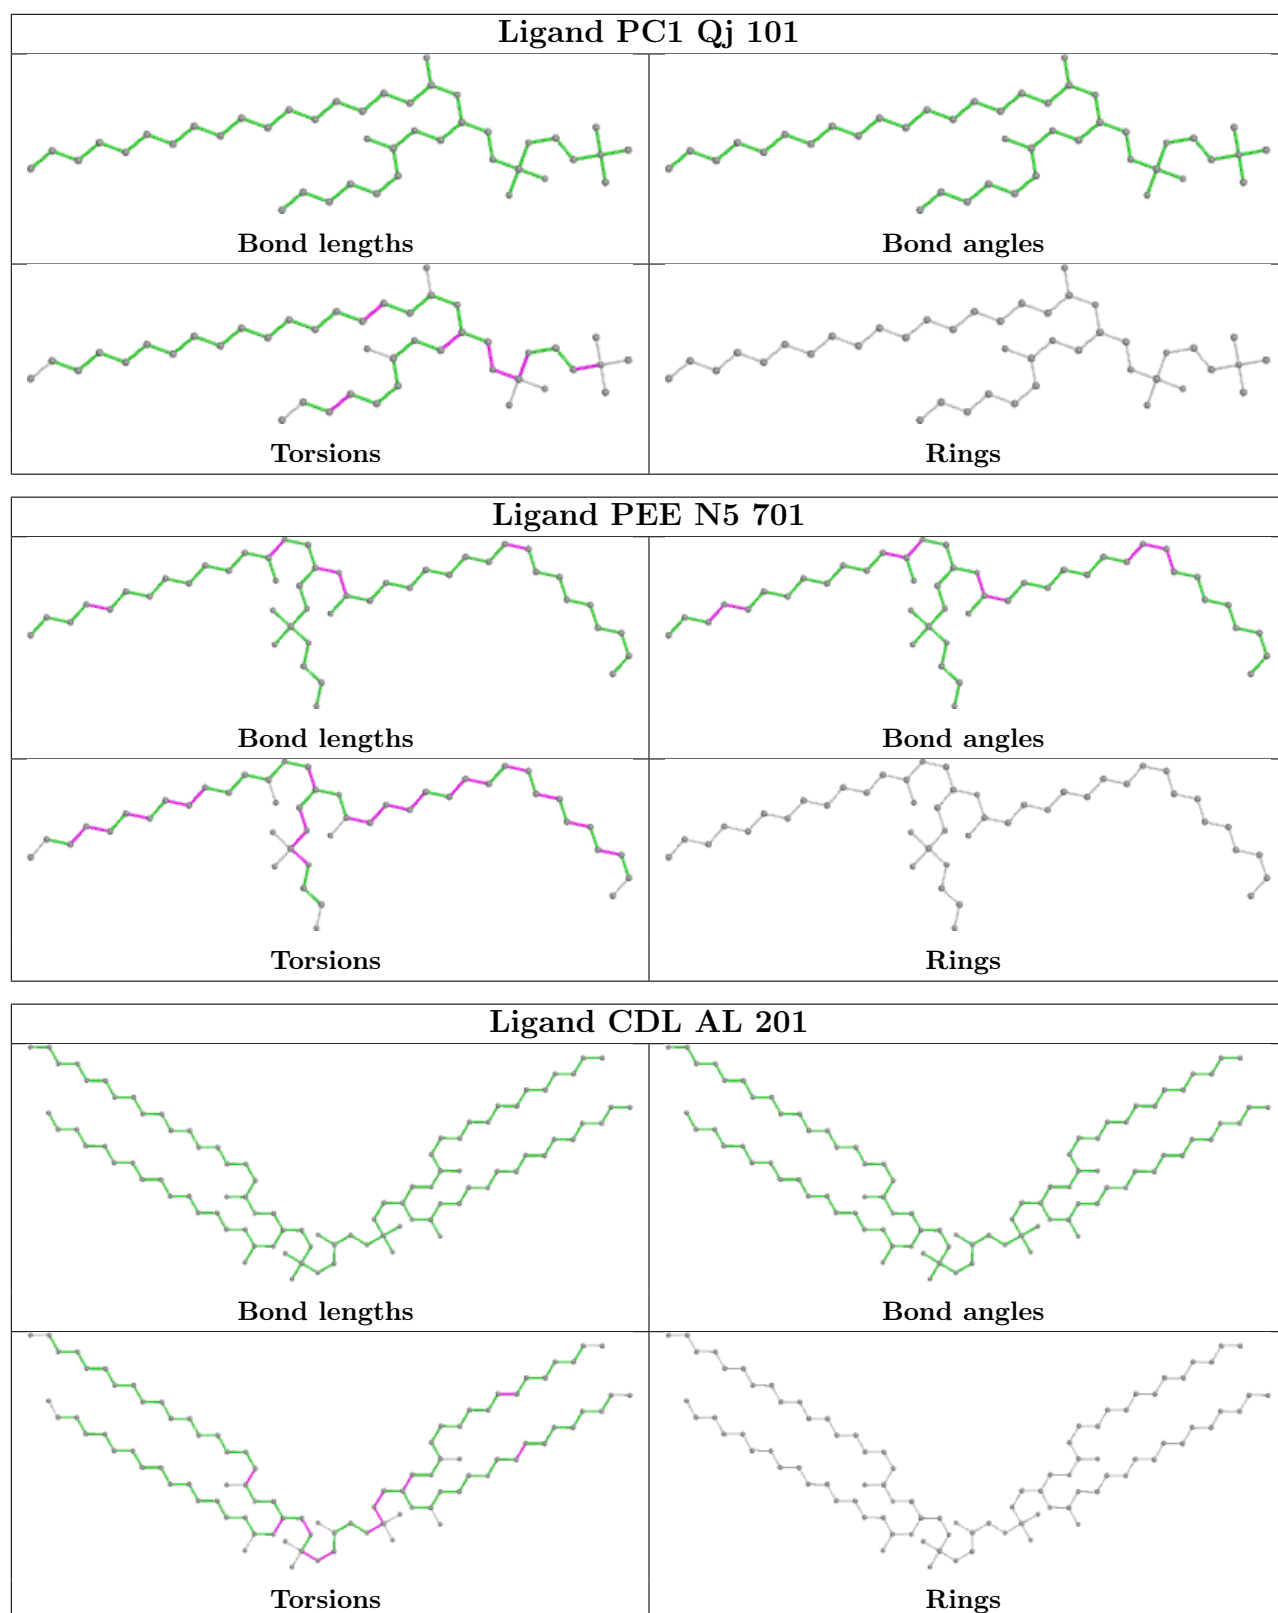 Ligand PC1 Qj 101
Bond lengths
Bond angles
Torsions
Rings
Ligand PEE N5 701
Bond lengths
Bond angles
Torsions
Rings
Ligand CDL AL 201
Bond lengths
Bond angles
Torsions
Rings